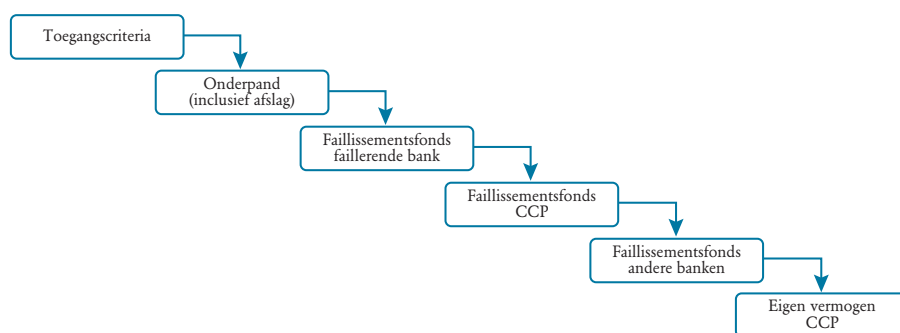 Toegangscriteria
Onderpand
(inclusief afslag)
Faillissementsfonds
faillerende bank
Faillissementsfonds
CCP
Faillissementsfonds
andere banken
Eigen vermogen
CCP